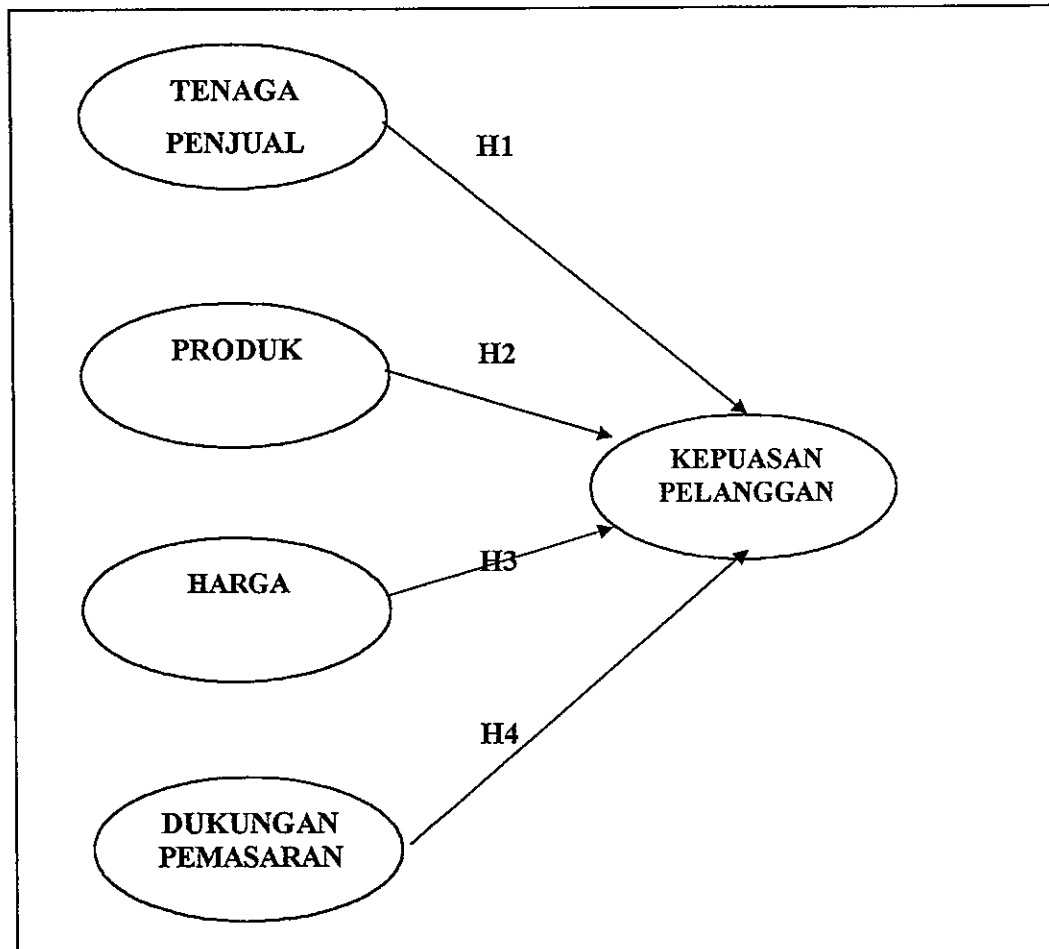 TENAGA
PENJUAL
H1
PRODUK
H2
KEPUASAN
PELANGGAN
HARGA
H3
H4
DUKUNGAN
PEMASARAN